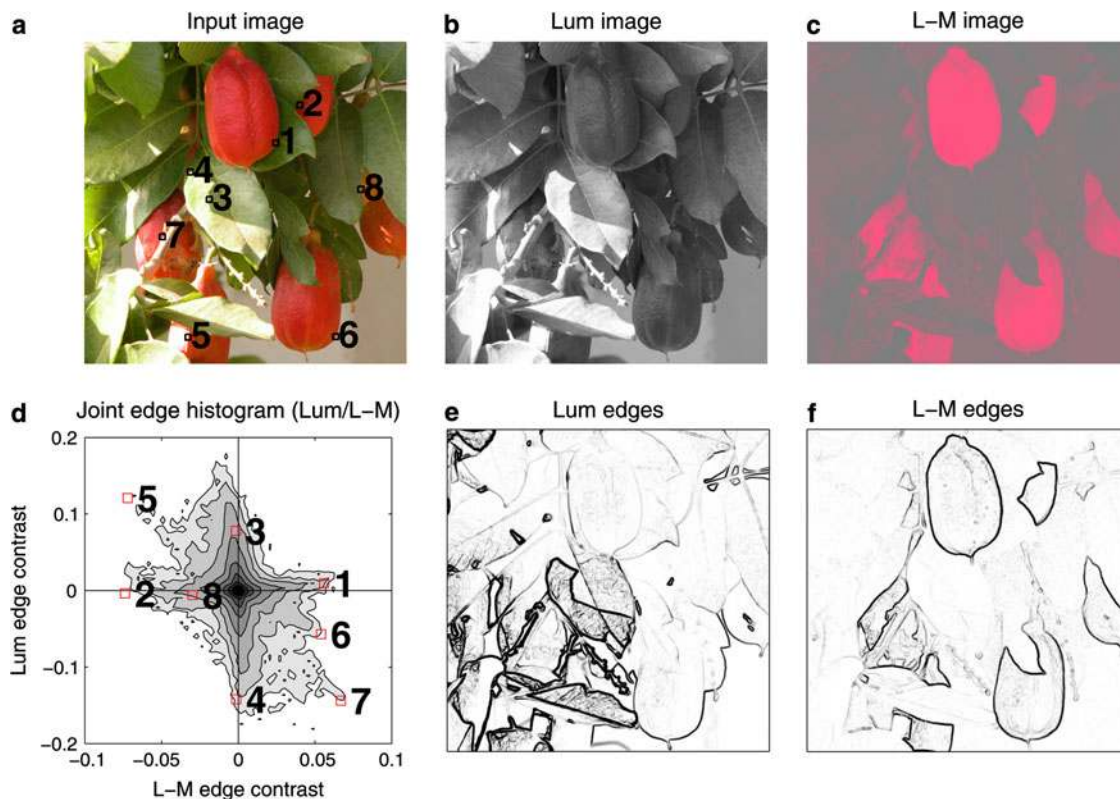 a Input image
b Lum image
c L−M image
1
2
3
4
5
6
7
8
d Joint edge histogram (Lum/L−M)
e Lum edges
f L−M edges
0.2
0.1
0
−0.1
−0.2
Lum edge contrast
5
3
2
8
1
6
4
7
−0.1 −0.05 0 0.05 0.1
L−M edge contrast